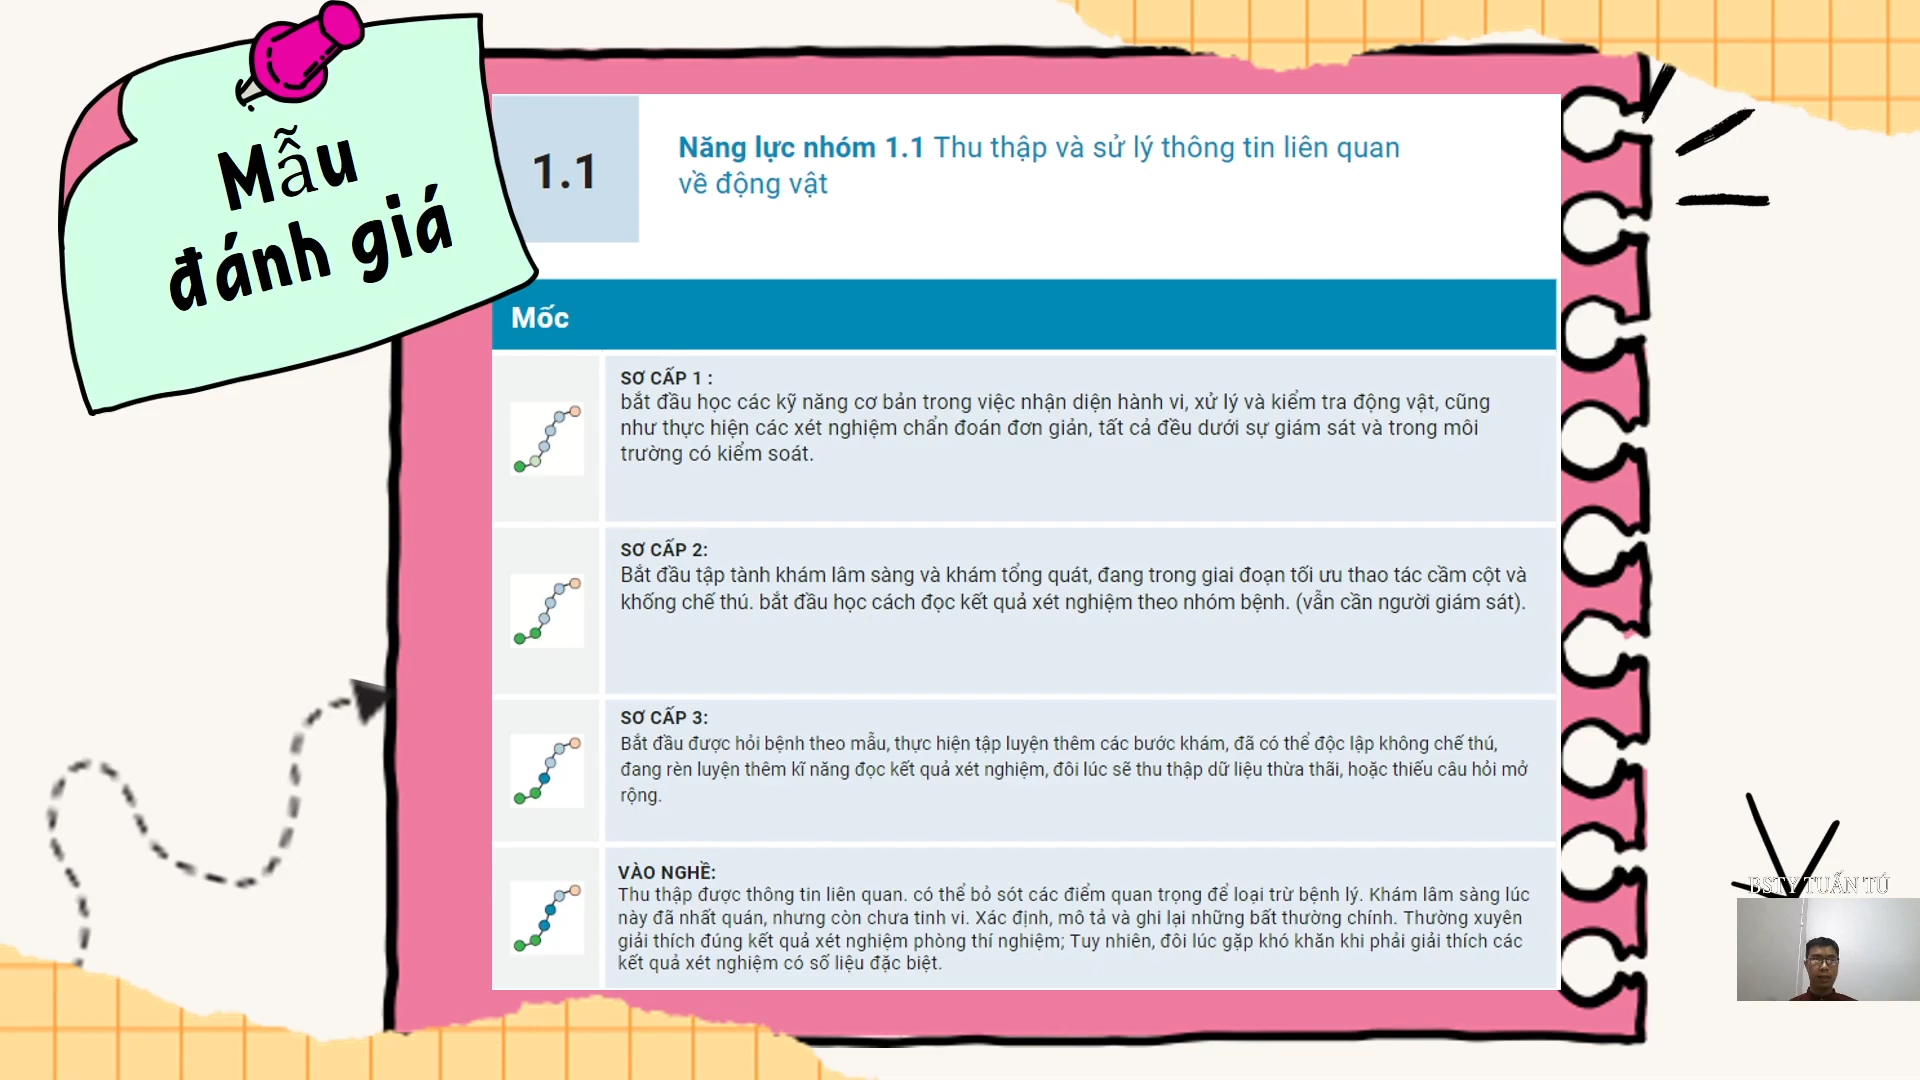 Mẫu
đánh giá
1.1
Năng lực nhóm 1.1 Thu thập và sử lý thông tin liên quan
về động vật
Mốc
SƠ CẤP 1 :
bắt đầu học các kỹ năng cơ bản trong việc nhận diện hành vi, xử lý và kiểm tra động vật, cũng
như thực hiện các xét nghiệm chẩn đoán đơn giản, tất cả đều dưới sự giám sát và trong môi
trường có kiểm soát.
SƠ CẤP 2:
Bắt đầu tập tành khám lâm sàng và khám tổng quát, đang trong giai đoạn tối ưu thao tác cầm cột và
khống chế thú. bắt đầu học cách đọc kết quả xét nghiệm theo nhóm bệnh. (vẫn cần người giám sát).
SƠ CẤP 3:
Bắt đầu được hỏi bệnh theo mẫu, thực hiện tập luyện thêm các bước khám, đã có thể độc lập không chế thú,
đang rèn luyện thêm kĩ năng đọc kết quả xét nghiệm, đôi lúc sẽ thu thập dữ liệu thừa thãi, hoặc thiếu câu hỏi mở
rộng.
VÀO NGHỀ:
Thu thập được thông tin liên quan. có thể bỏ sót các điểm quan trọng để loại trừ bệnh lý. Khám lâm sàng lúc
này đã nhất quán, nhưng còn chưa tinh vi. Xác định, mô tả và ghi lại những bất thường chính. Thường xuyên
giải thích đúng kết quả xét nghiệm phòng thí nghiệm; Tuy nhiên, đôi lúc gặp khó khăn khi phải giải thích các
kết quả xét nghiệm có số liệu đặc biệt.
BSTY TUẤN TÚ